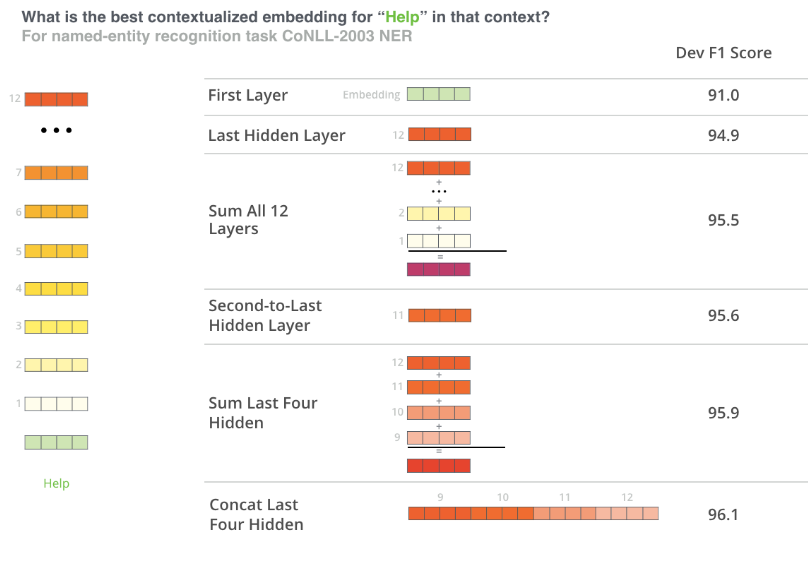 What is the best contextualized embedding for “Help” in that context?
For named-entity recognition task CoNLL-2003 NER
Dev F1 Score
12
• • •
7
6
5
4
3
2
1
Help
First Layer Embedding 91.0
Last Hidden Layer 12 94.9
12
+
• • •
+
Sum All 12
Layers
2
+
1
=
95.5
Second-to-Last
Hidden Layer
11
95.6
12
+
11
+
Sum Last Four
Hidden
10
+
9
=
95.9
9 10 11 12
Concat Last
Four Hidden
96.1